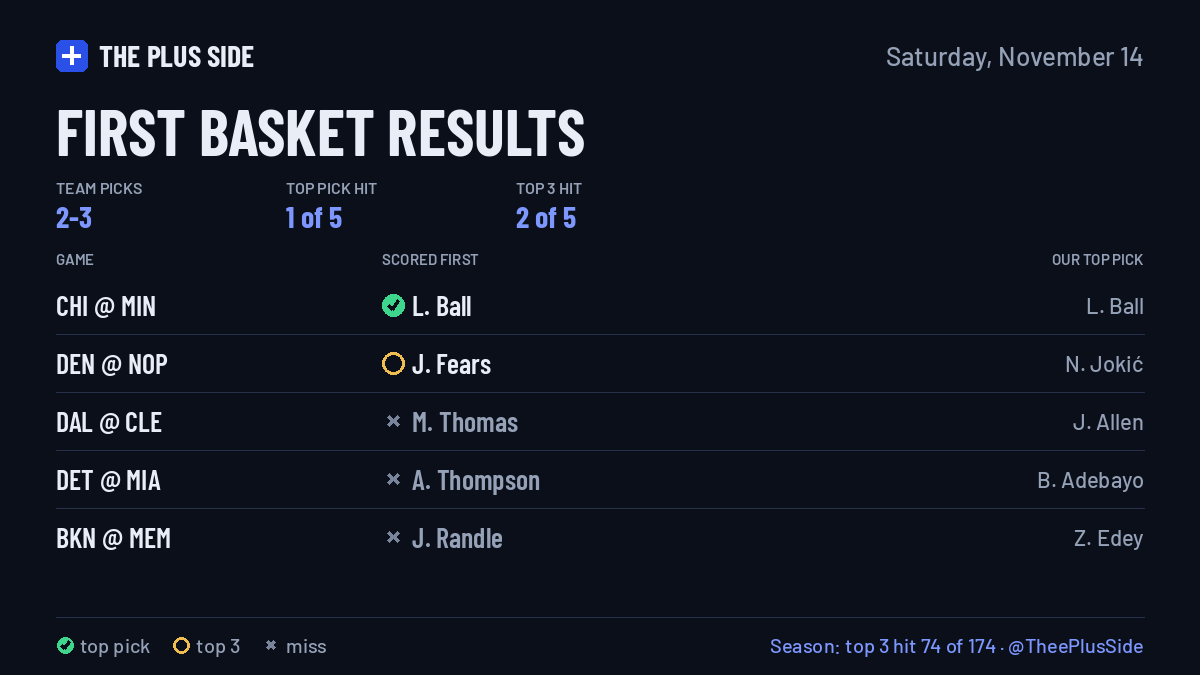 THE PLUS SIDE
Saturday, November 14
FIRST BASKET RESULTS
TEAM PICKS TOP PICK HIT TOP 3 HIT
2-3 1 of 5 2 of 5
GAME SCORED FIRST OUR TOP PICK
CHI @ MIN L. Ball L. Ball
DEN @ NOP J. Fears N. Jokić
DAL @ CLE M. Thomas J. Allen
DET @ MIA A. Thompson B. Adebayo
BKN @ MEM J. Randle Z. Edey
top pick top 3 miss
Season: top 3 hit 74 of 174 · @TheePlusSide